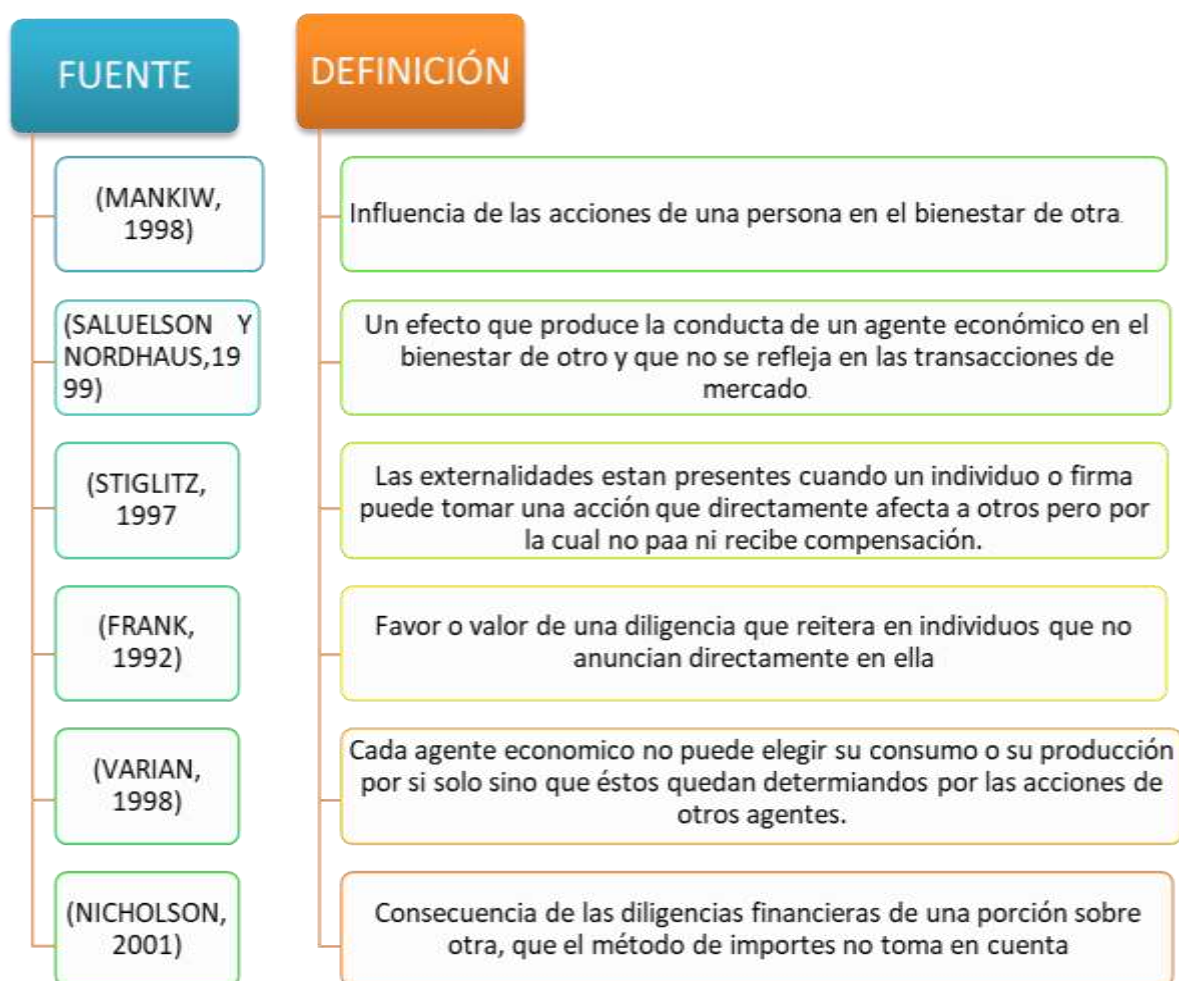 FUENTE
DEFINICIÓN
(MANKIW,
1998)
Influencia de las acciones de una persona en el bienestar de otra.
(SALUELSON Y
NORDHAUS,19
99)
Un efecto que produce la conducta de un agente económico en el
bienestar de otro y que no se refleja en las transacciones de
mercado.
(STIGLITZ,
1997
Las externalidades estan presentes cuando un individuo o firma
puede tomar una acción que directamente afecta a otros pero por
la cual no paa ni recibe compensación.
(FRANK,
1992)
Favor o valor de una diligencia que reitera en individuos que no
anuncian directamente en ella
(VARIAN,
1998)
Cada agente economico no puede elegir su consumo o su producción
por si solo sino que éstos quedan determiandos por las acciones de
otros agentes.
(NICHOLSON,
2001)
Consecuencia de las diligencias financieras de una porción sobre
otra, que el método de importes no toma en cuenta